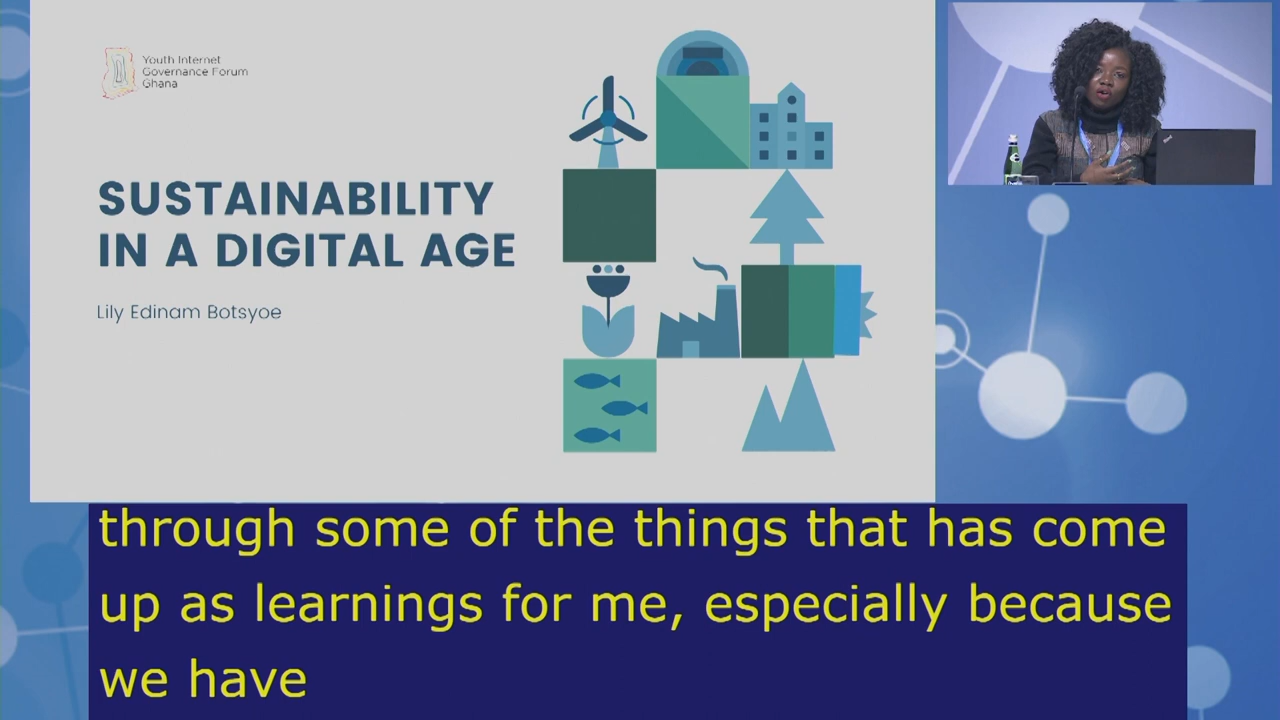 Youth Internet
Governance Forum
Ghana
SUSTAINABILITY
IN A DIGITAL AGE
Lily Edinam Botsyoe
through some of the things that has come
up as learnings for me, especially because
we have